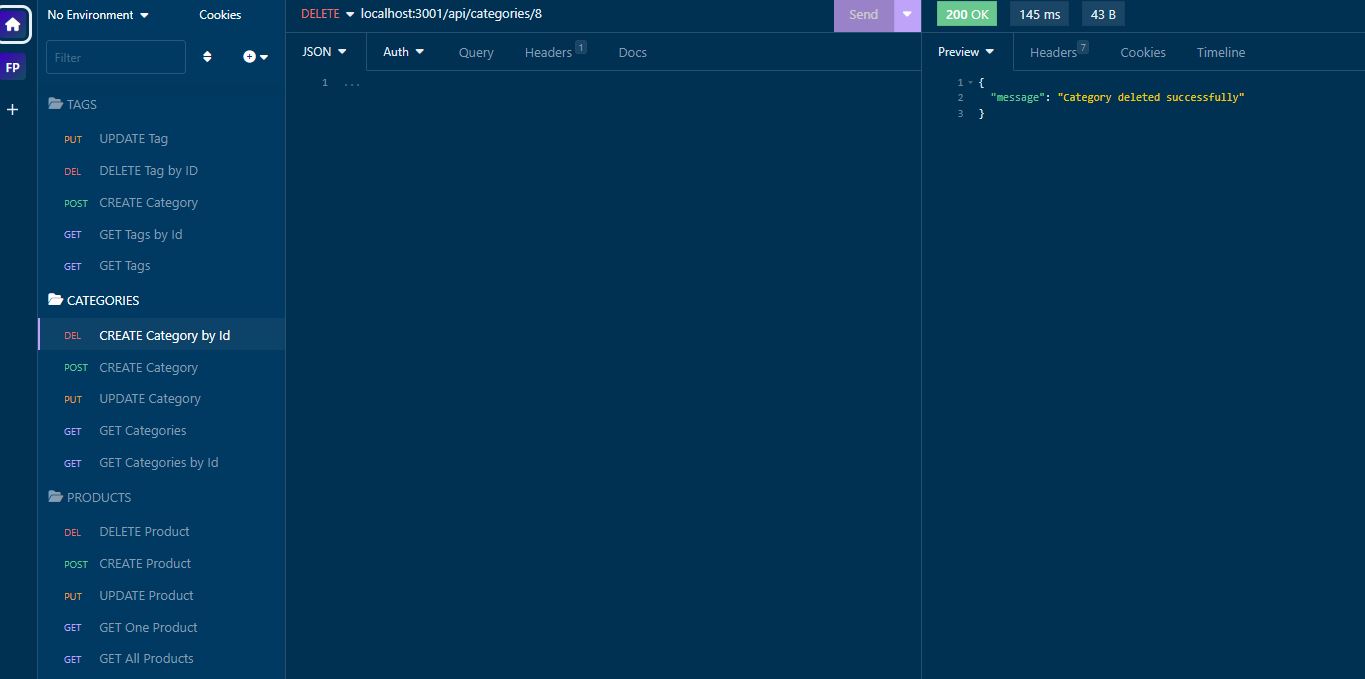 No Environment
Cookies
FP
Filter
TAGS
PUT UPDATE Tag
DEL DELETE Tag by ID
POST CREATE Category
GET GET Tags by Id
GET GET Tags
CATEGORIES
DEL CREATE Category by Id
POST CREATE Category
PUT UPDATE Category
GET GET Categories
GET GET Categories by Id
PRODUCTS
DEL DELETE Product
POST CREATE Product
PUT UPDATE Product
GET GET One Product
GET GET All Products
DELETE localhost:3001/api/categories/8
Send
JSON Auth Query Headers 1 Docs
1 ...
200 OK 145 ms 43 B
Preview Headers 7 Cookies Timeline
1 {
2 "message": "Category deleted successfully"
3 }